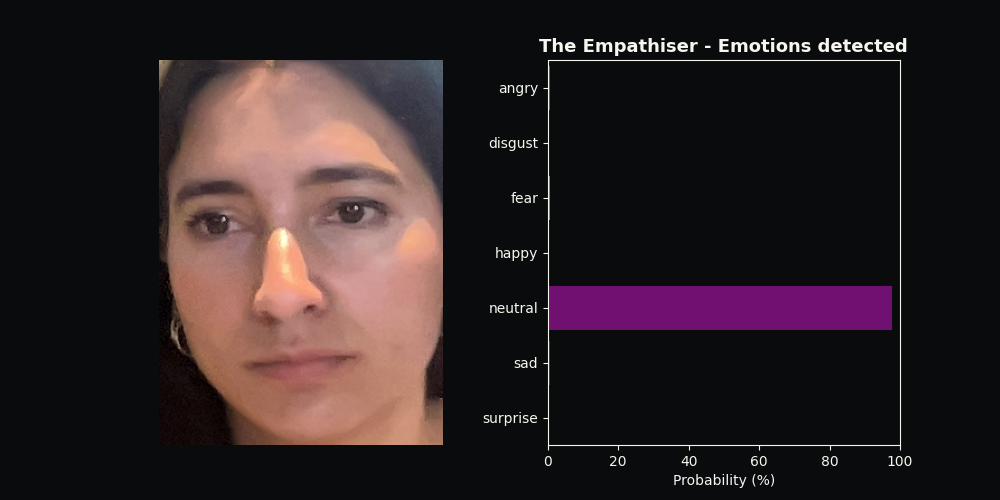 The Empathiser - Emotions detected
angry
disgust
fear
happy
neutral
sad
surprise
0 20 40 60 80 100
Probability (%)